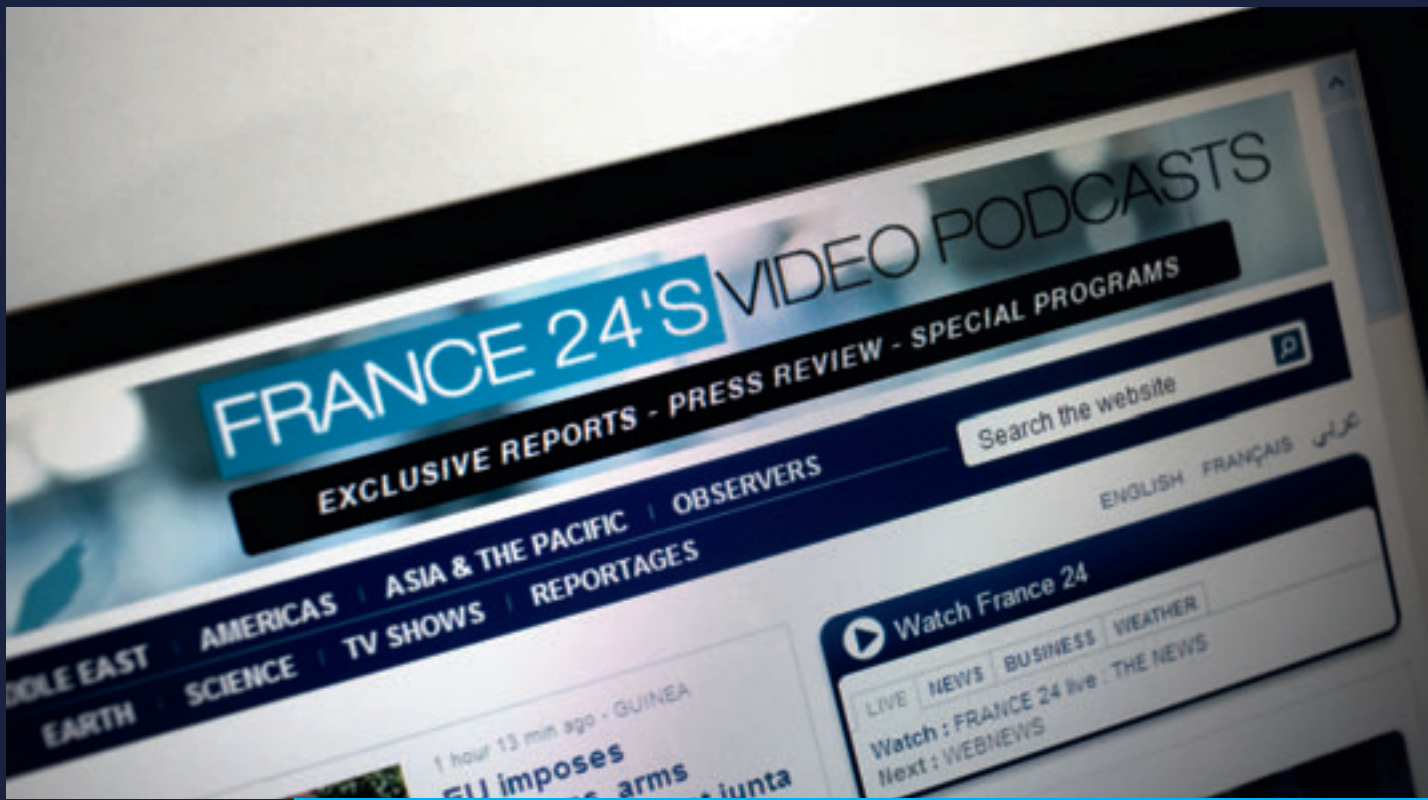 FRANCE 24'S VIDEO PODCASTS
EXCLUSIVE REPORTS - PRESS REVIEW - SPECIAL PROGRAMS
EAST AMERICAS ASIA & THE PACIFIC OBSERVERS
Search the website
EARTH SCIENCE TV SHOWS REPORTAGES
ENGLISH FRANÇAIS عربي
Watch France 24
LIVE NEWS BUSINESS WEATHER
Watch : FRANCE 24 live : THE NEWS
Next : WEBNEWS
1 hour 13 min ago - GUINEA
EU imposes
arms
junta